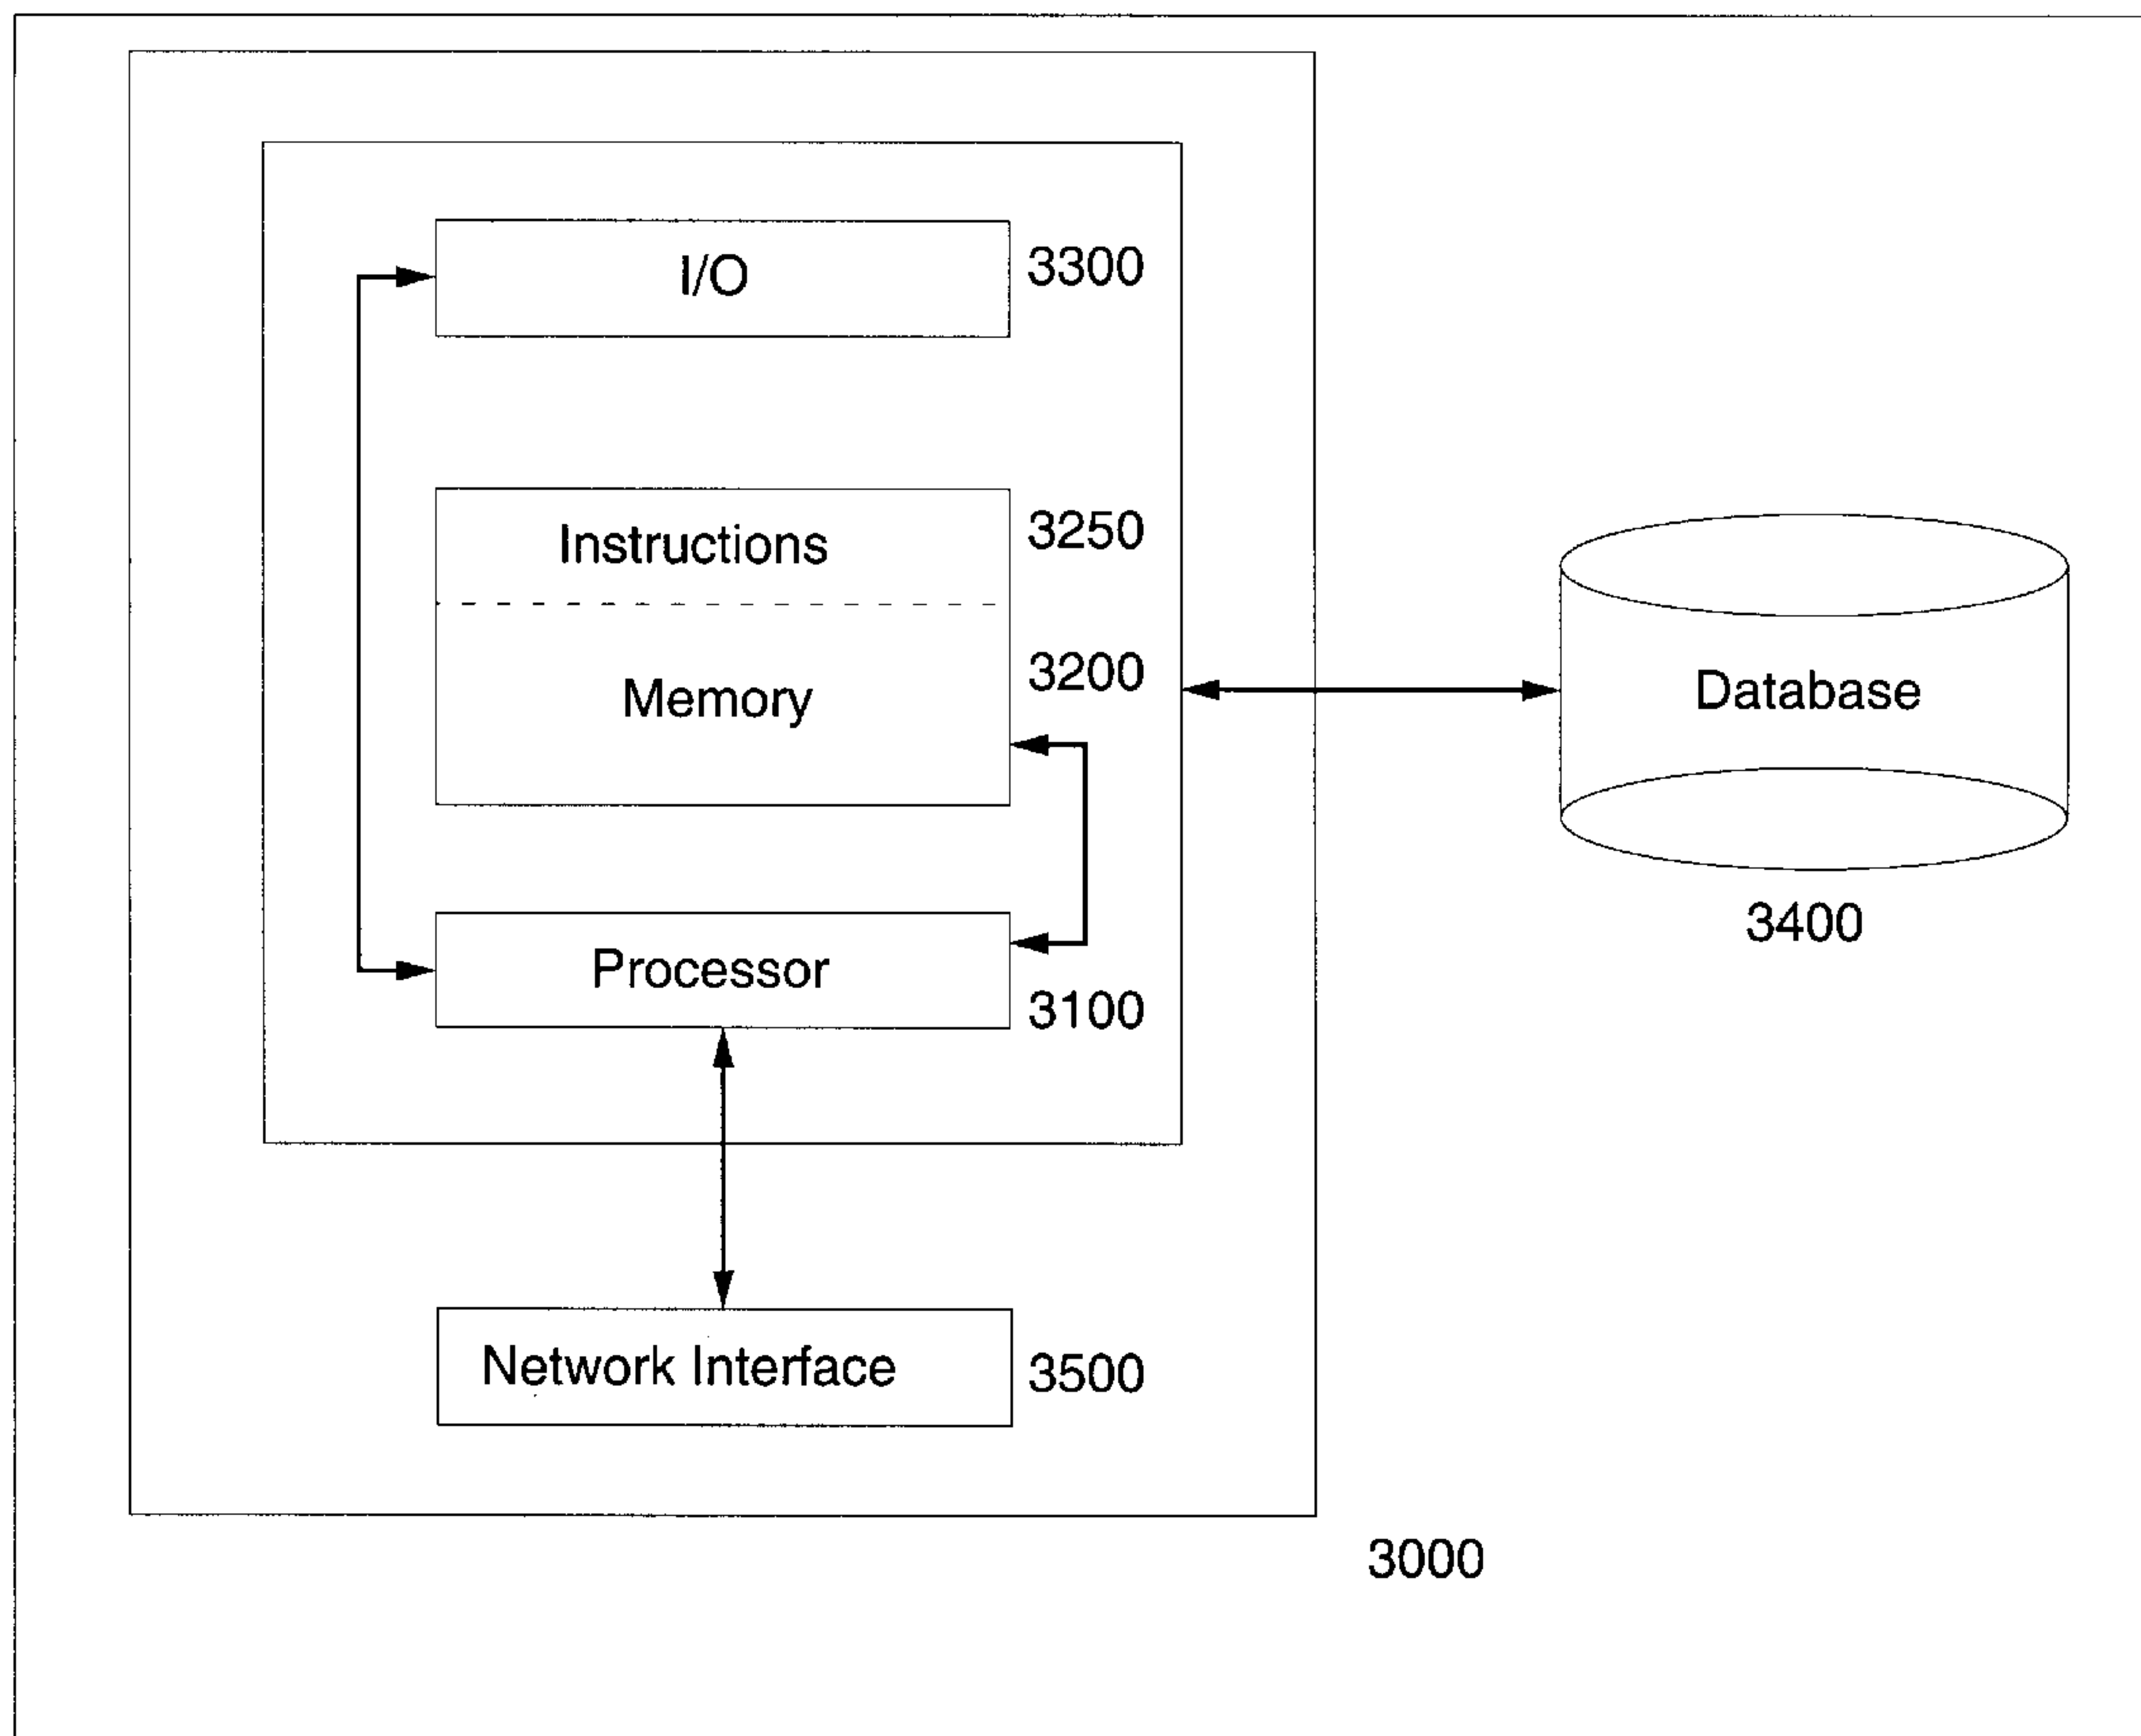 I/O
3300
Instructions
3250
Memory
3200
Database
3400
Processor
3100
Network Interface
3500
3000